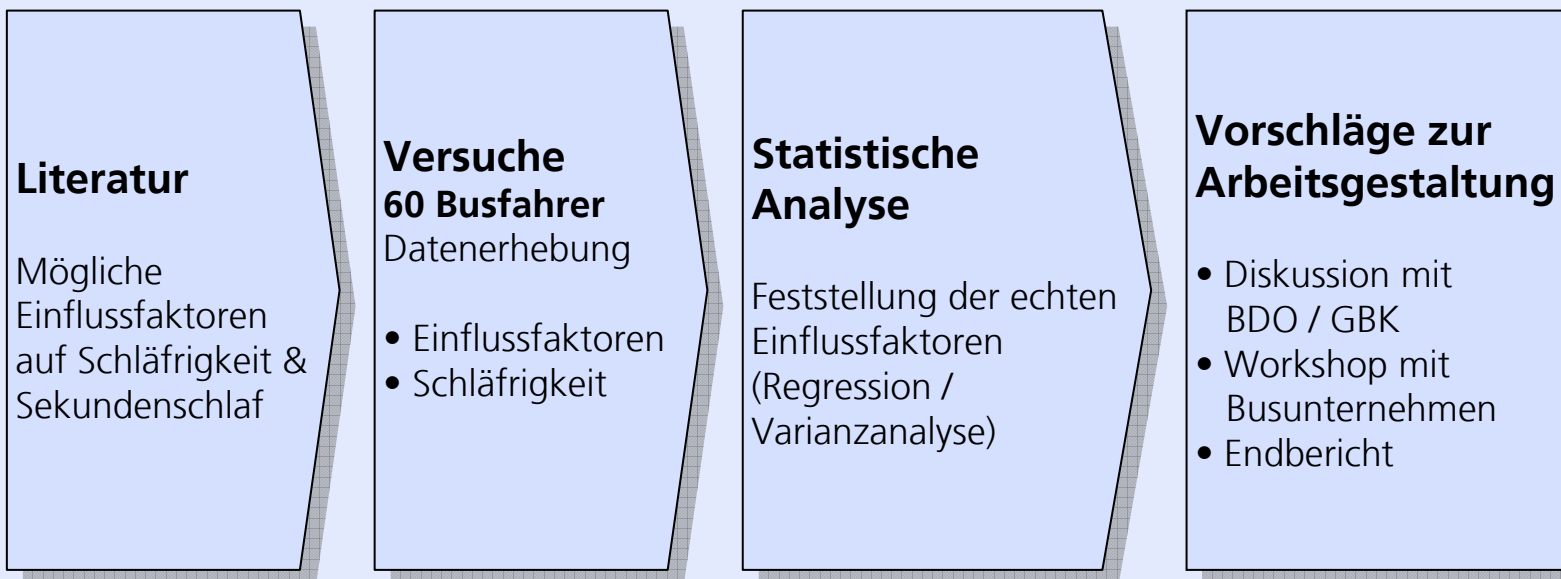 Literatur
Mögliche
Einflussfaktoren
auf Schläfrigkeit &
Sekundenschlaf
Versuche
60 Busfahrer
Datenerhebung
• Einflussfaktoren
• Schläfrigkeit
Statistische
Analyse
Feststellung der echten
Einflussfaktoren
(Regression /
Varianzanalyse)
Vorschläge zur
Arbeitsgestaltung
• Diskussion mit
BDO / GBK
• Workshop mit
Busunternehmen
• Endbericht